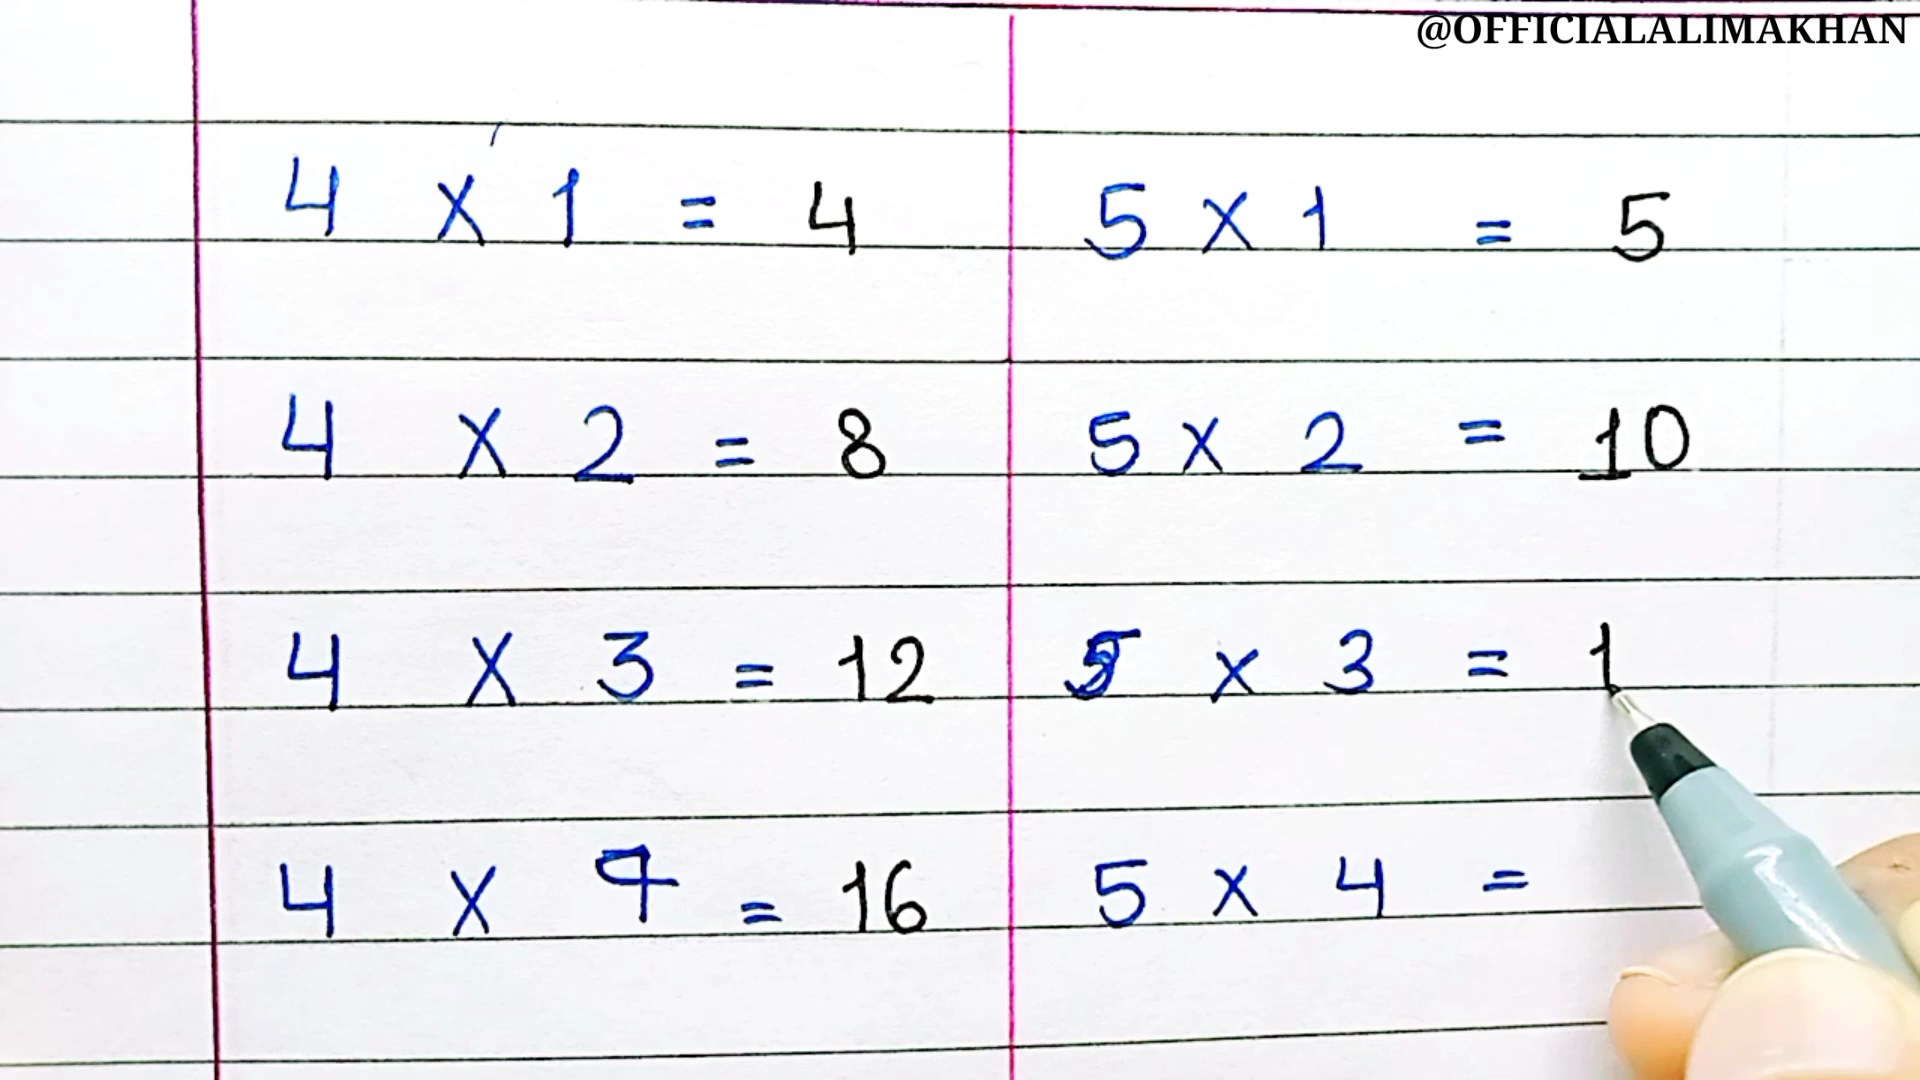 @OFFICIALALIMAKHAN
4 x 1 = 4
4 x 2 = 8
4 x 3 = 12
4 x 4 = 16
5 x 1 = 5
5 x 2 = 10
5 x 3 = 1
5 x 4 =